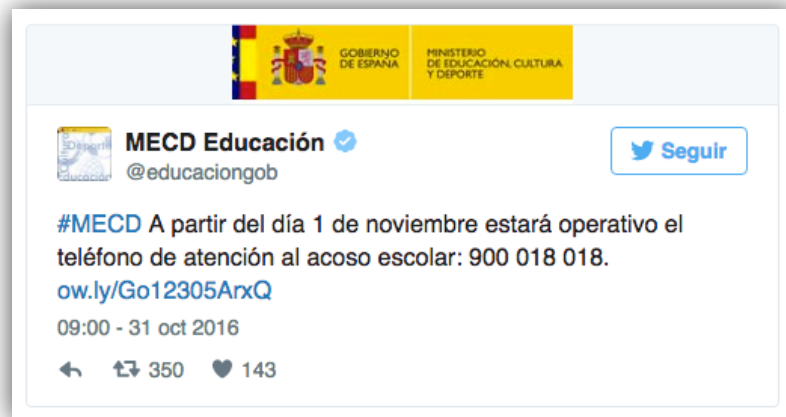 GOBIERNO
DE ESPAÑA
MINISTERIO
DE EDUCACIÓN, CULTURA
Y DEPORTE
MECD Educación
@educaciongob
Seguir
#MECD A partir del día 1 de noviembre estará operativo el
teléfono de atención al acoso escolar: 900 018 018.
ow.ly/Go12305ArxQ
09:00 - 31 oct 2016
350 143